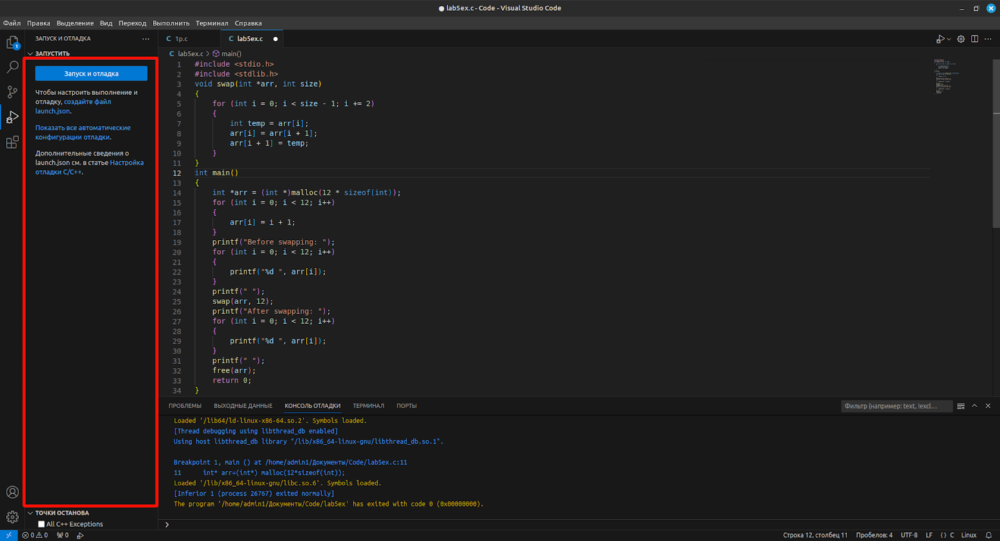 lab5ex.c - Code - Visual Studio Code
Файл Правка Выделение Вид Переход Выполнить Терминал Справка
ЗАПУСК И ОТЛАДКА
ЗАПУСТИТЬ
Запуск и отладка
Чтобы настроить выполнение и
отладку, создайте файл
launch.json.
Показать все автоматические
конфигурации отладки.
Дополнительные сведения о
launch.json см. в статье Настройка
отладки C/C++.
ТОЧКИ ОСТАНОВА
All C++ Exceptions
1
C 1p.c C lab5ex.c
C lab5ex.c > main()
1 #include <stdio.h>
2 #include <stdlib.h>
3 void swap(int *arr, int size)
4 {
5 for (int i = 0; i < size - 1; i += 2)
6 {
7 int temp = arr[i];
8 arr[i] = arr[i + 1];
9 arr[i + 1] = temp;
10 }
11 }
12 int main()
13 {
14 int *arr = (int *)malloc(12 * sizeof(int));
15 for (int i = 0; i < 12; i++)
16 {
17 arr[i] = i + 1;
18 }
19 printf("Before swapping: ");
20 for (int i = 0; i < 12; i++)
21 {
22 printf("%d ", arr[i]);
23 }
24 printf(" ");
25 swap(arr, 12);
26 printf("After swapping: ");
27 for (int i = 0; i < 12; i++)
28 {
29 printf("%d ", arr[i]);
30 }
31 printf(" ");
32 free(arr);
33 return 0;
34 }
ПРОБЛЕМЫ ВЫХОДНЫЕ ДАННЫЕ КОНСОЛЬ ОТЛАДКИ ТЕРМИНАЛ ПОРТЫ
Фильтр (например: text, !excl...
Loaded '/lib64/ld-linux-x86-64.so.2'. Symbols loaded.
[Thread debugging using libthread_db enabled]
Using host libthread_db library "/lib/x86_64-linux-gnu/libthread_db.so.1".
Breakpoint 1, main () at /home/admin1/Документы/Code/lab5ex.c:11
11 int* arr=(int*) malloc(12*sizeof(int));
Loaded '/lib/x86_64-linux-gnu/libc.so.6'. Symbols loaded.
[Inferior 1 (process 26767) exited normally]
The program '/home/admin1/Документы/Code/lab5ex' has exited with code 0 (0x00000000).
0 0 0
Строка 12, столбец 11 Пробелов: 4 UTF-8 LF {} C Linux